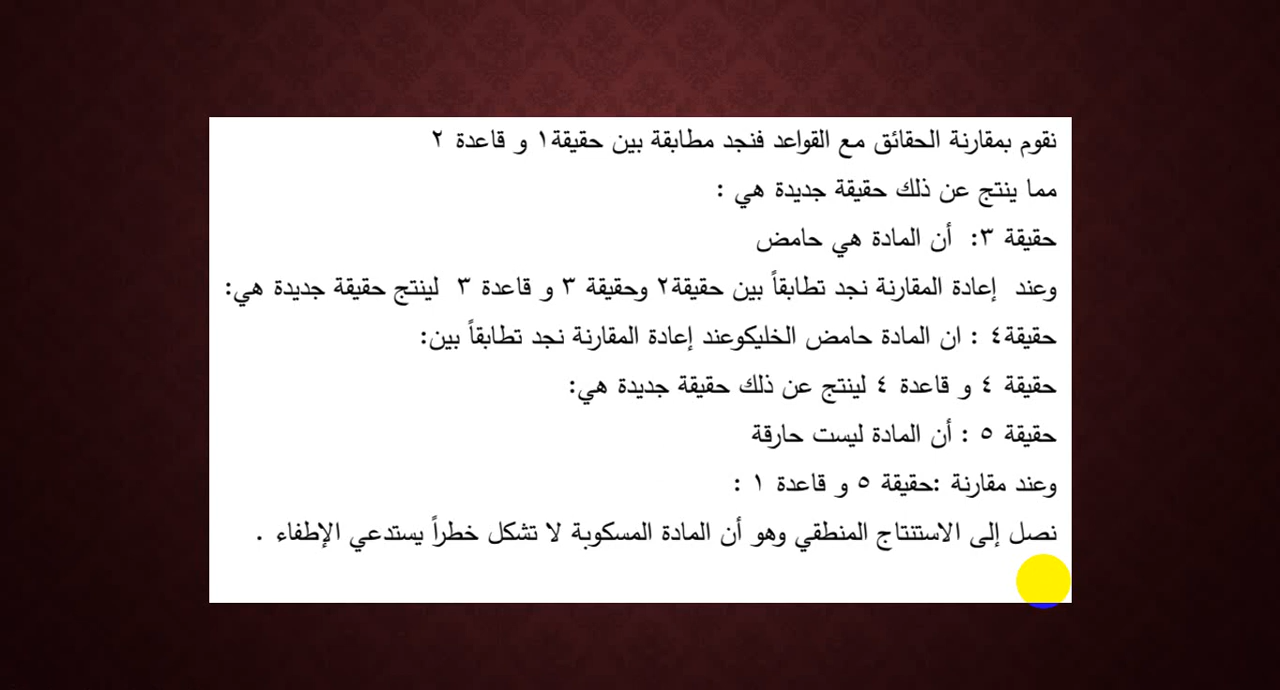 نقوم بمقارنة الحقائق مع القواعد فنجد مطابقة بين حقيقة١ و قاعدة ٢
مما ينتج عن ذلك حقيقة جديدة هي :
حقيقة ٣: أن المادة هي حامض
وعند إعادة المقارنة نجد تطابقاً بين حقيقة٢ وحقيقة ٣ و قاعدة ٣ لينتج حقيقة جديدة هي:
حقيقة٤ : ان المادة حامض الخليكوعند إعادة المقارنة نجد تطابقاً بين:
حقيقة ٤ و قاعدة ٤ لينتج عن ذلك حقيقة جديدة هي:
حقيقة ٥ : أن المادة ليست حارقة
وعند مقارنة :حقيقة ٥ و قاعدة ١ :
نصل إلى الاستنتاج المنطقي وهو أن المادة المسكوبة لا تشكل خطراً يستدعي الإطفاء .